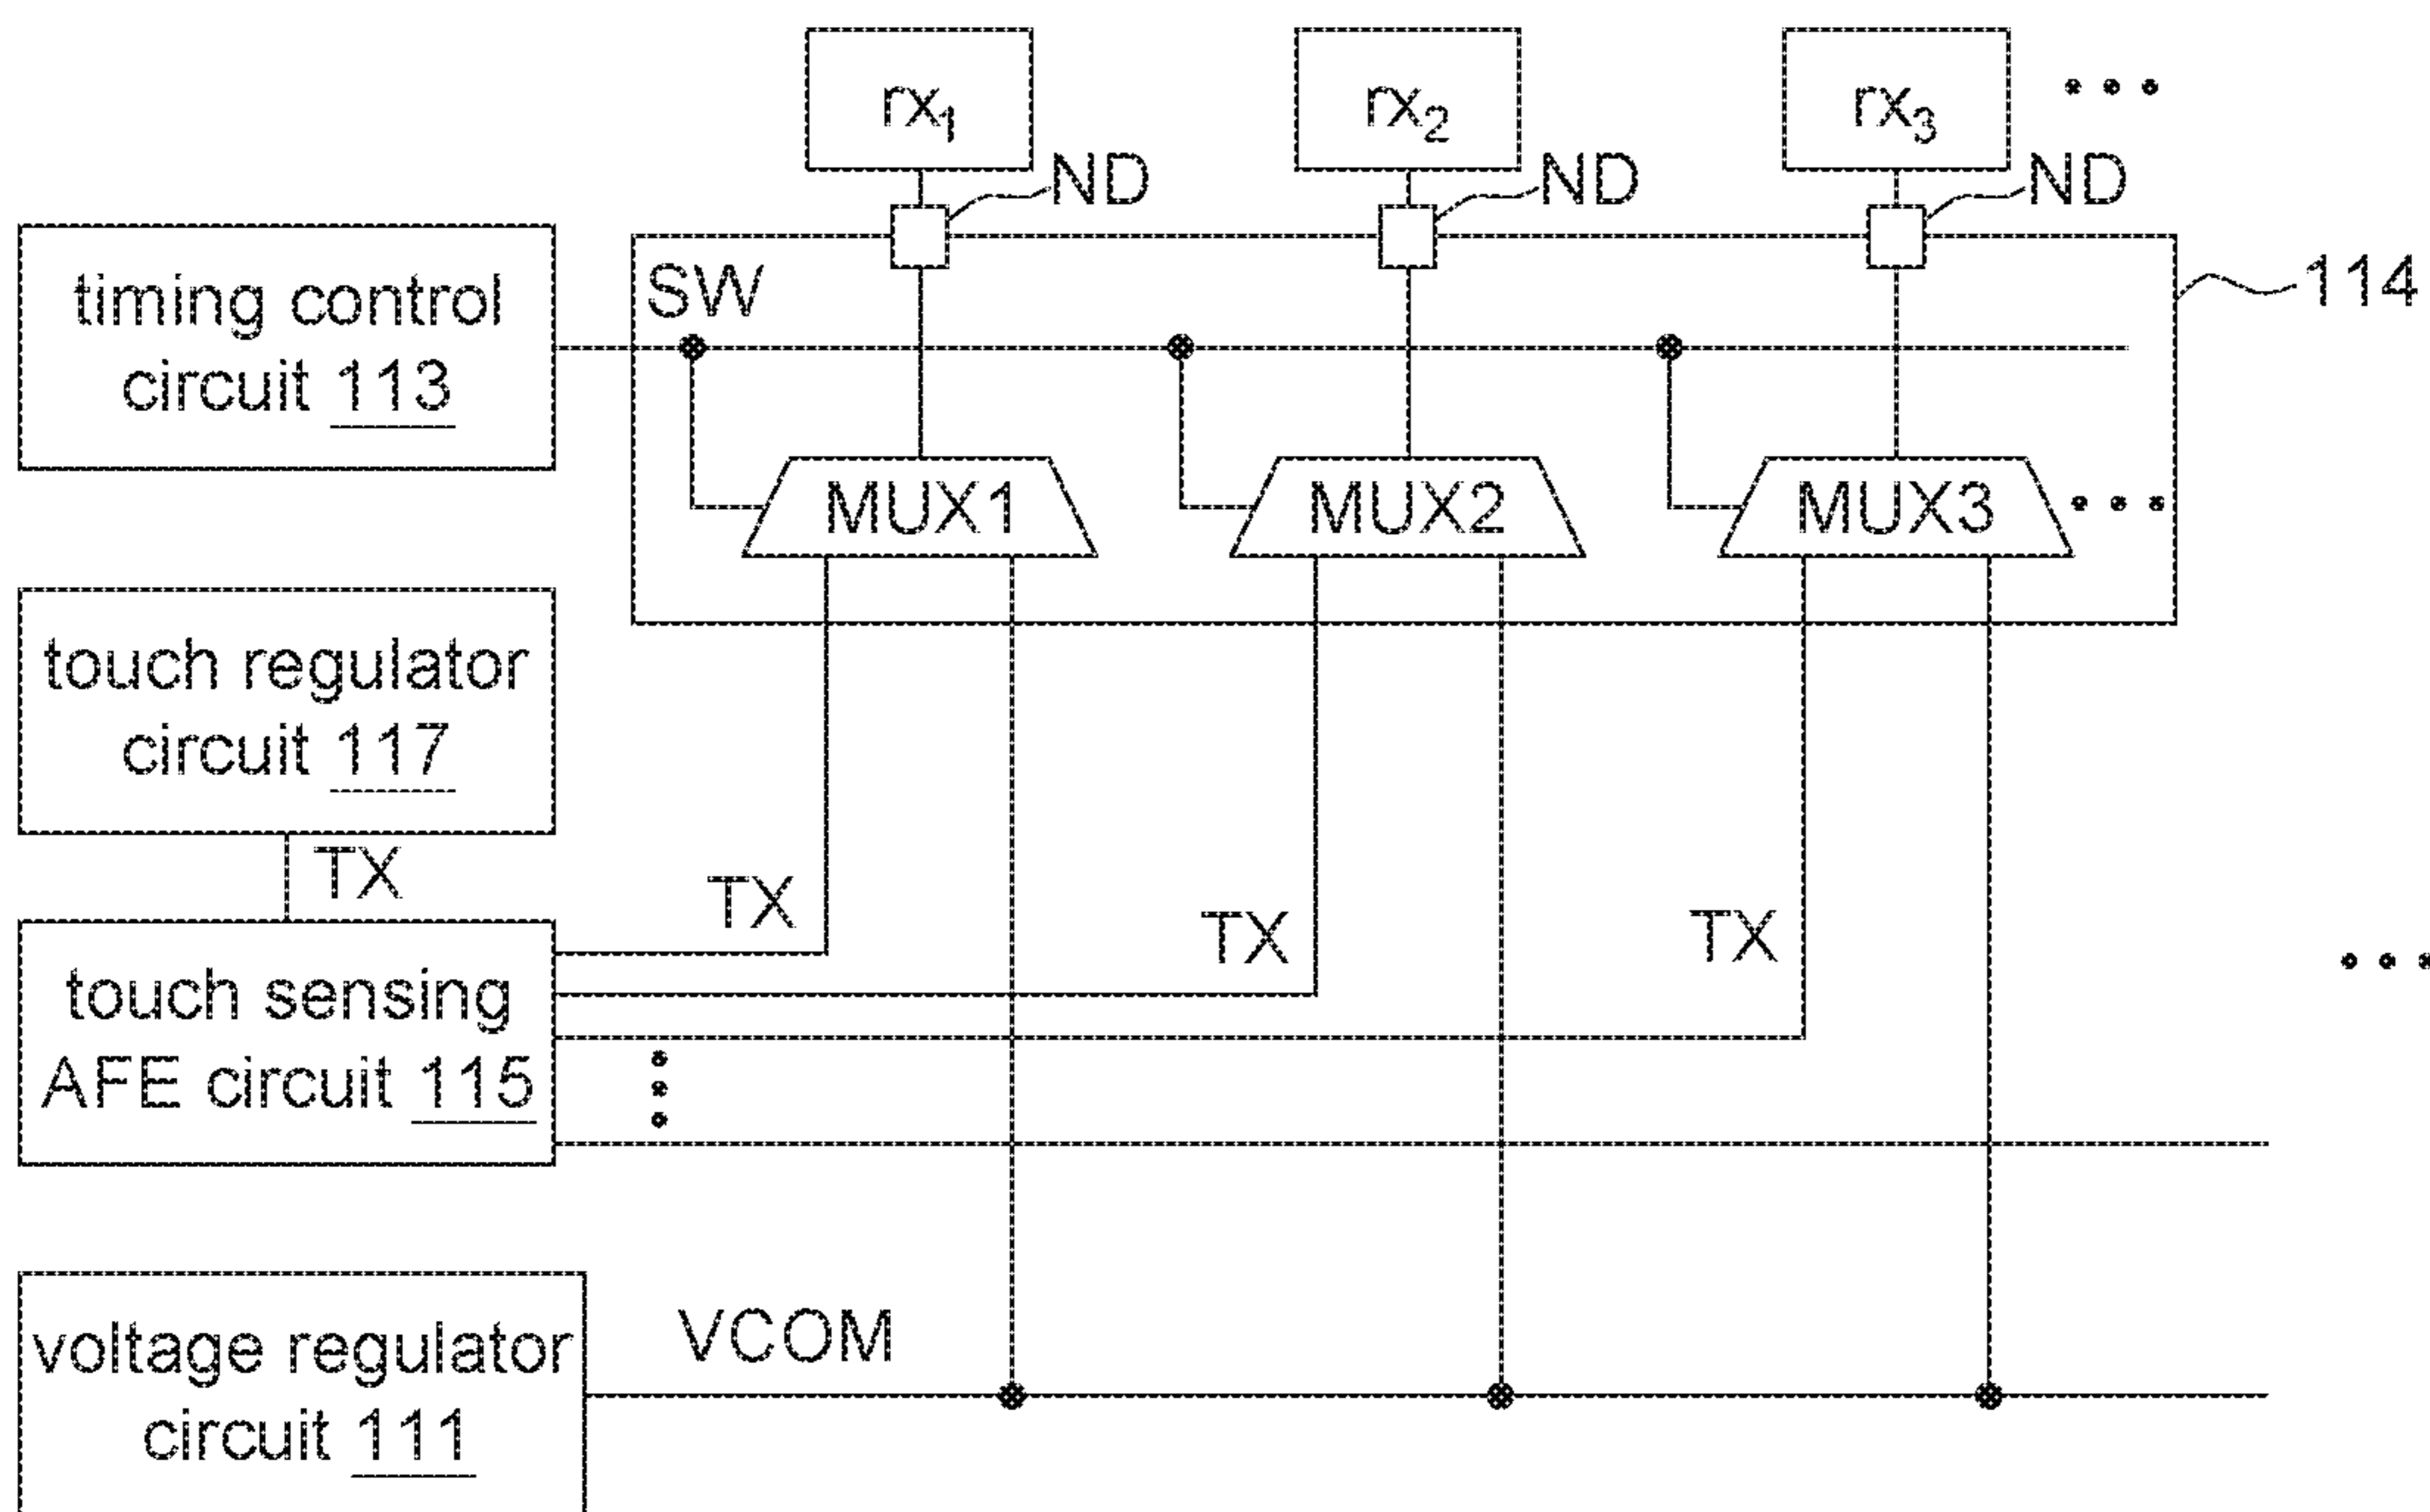 rx₁
rx₂
rx₃
ND
ND
ND
timing control
circuit 113
SW
114
MUX1
MUX2
MUX3
touch regulator
circuit 117
TX
TX
TX
TX
touch sensing
AFE circuit 115
voltage regulator
circuit 111
VCOM